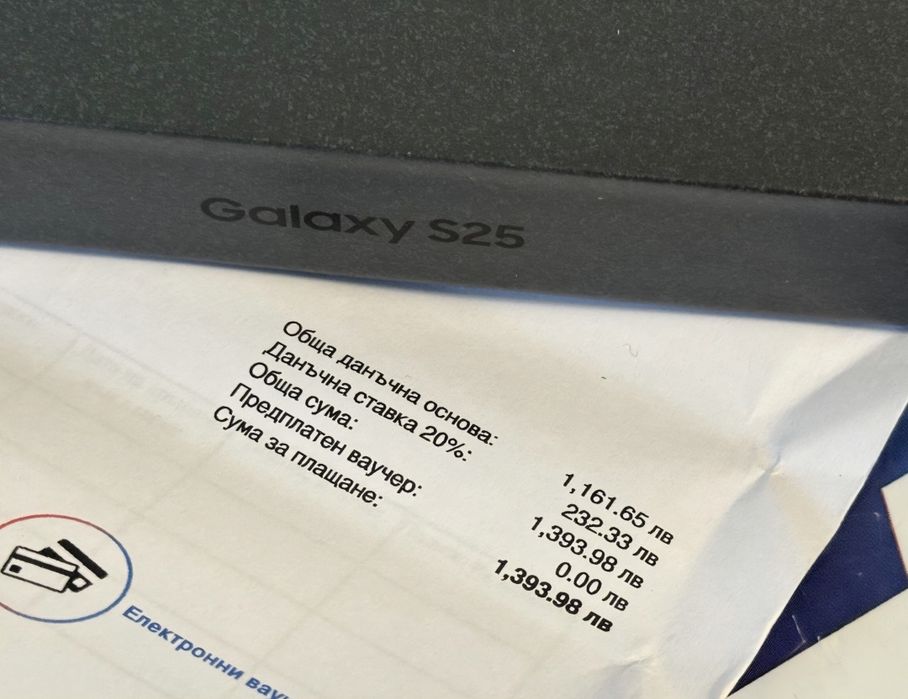 Galaxy S25
Обща данъчна основа: 1,161.65 лв
Данъчна ставка 20%: 232.33 лв
Обща сума: 1,393.98 лв
Предплатен ваучер: 0.00 лв
Сума за плащане: 1,393.98 лв
Електронни